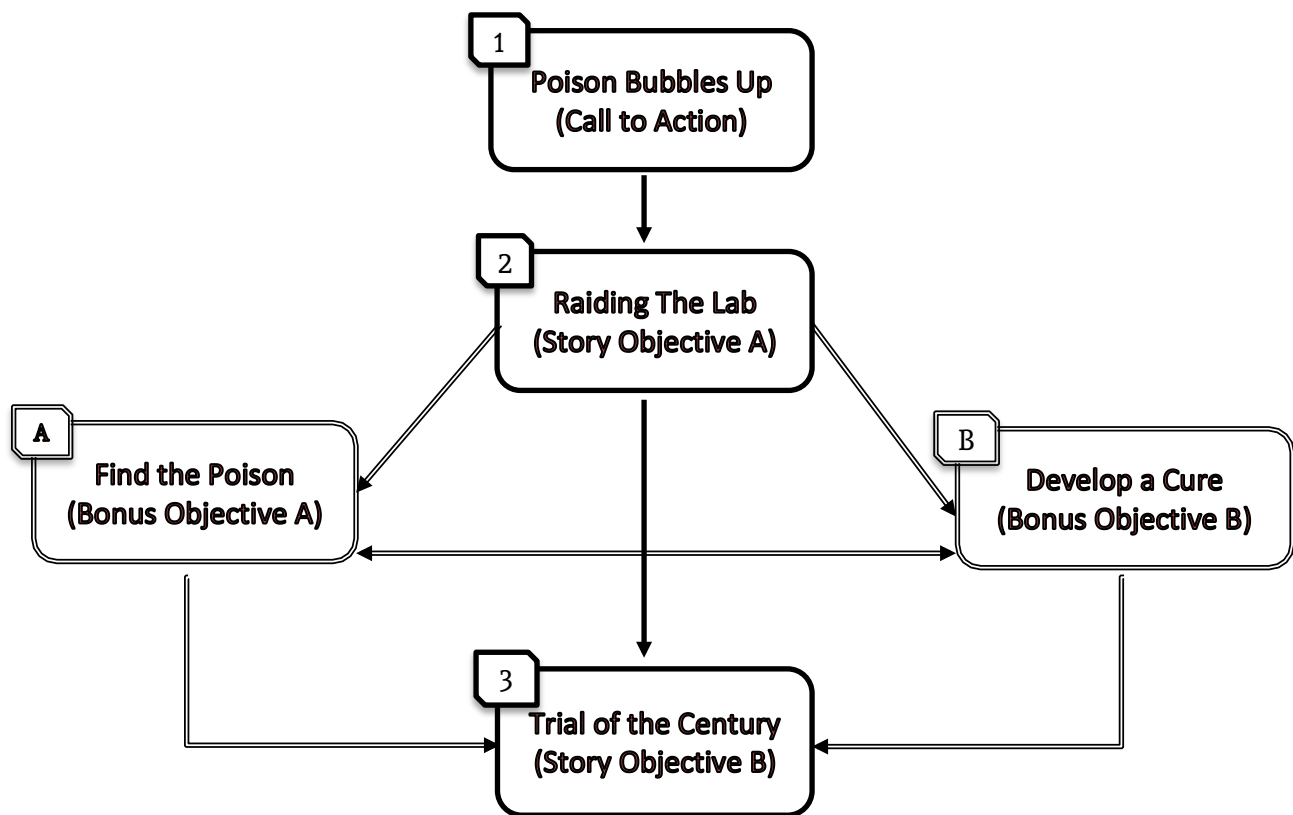 1
Poison Bubbles Up
(Call to Action)
2
Raiding The Lab
(Story Objective A)
A
Find the Poison
(Bonus Objective A)
B
Develop a Cure
(Bonus Objective B)
3
Trial of the Century
(Story Objective B)